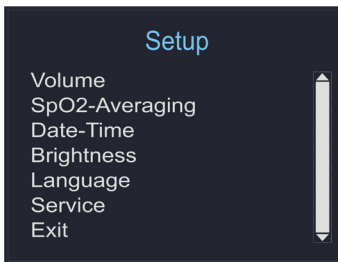 Setup
Volume
SpO2-Averaging
Date-Time
Brightness
Language
Service
Exit